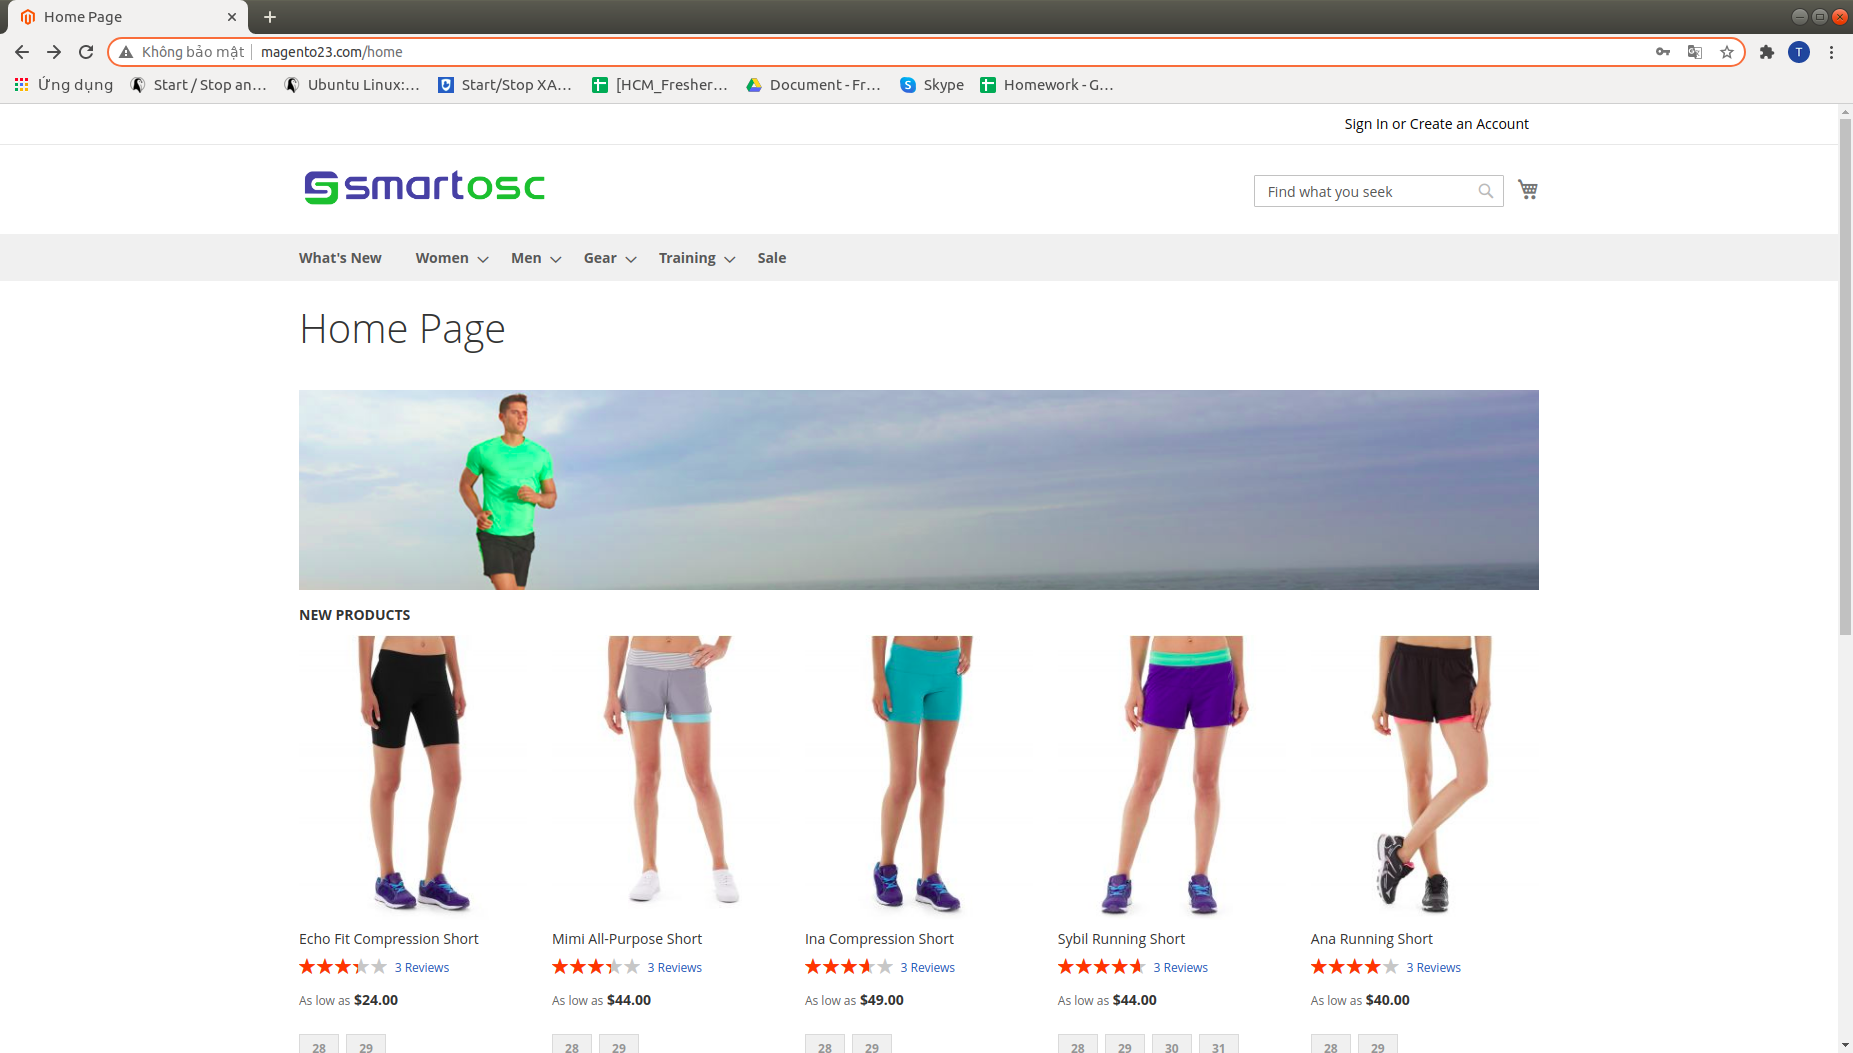 Home Page
Không bảo mật magento23.com/home
T
Ứng dụng Start / Stop an... Ubuntu Linux:... Start/Stop XA... [HCM_Fresher... Document - Fr... Skype Homework - G...
Sign In or Create an Account
smartosc
Find what you seek
What's New Women Men Gear Training Sale
Home Page
NEW PRODUCTS
Echo Fit Compression Short Mimi All-Purpose Short Ina Compression Short Sybil Running Short Ana Running Short
3 Reviews 3 Reviews 3 Reviews 3 Reviews 3 Reviews
As low as $24.00 As low as $44.00 As low as $49.00 As low as $44.00 As low as $40.00
28 29 28 29 28 29 28 29 30 31 28 29